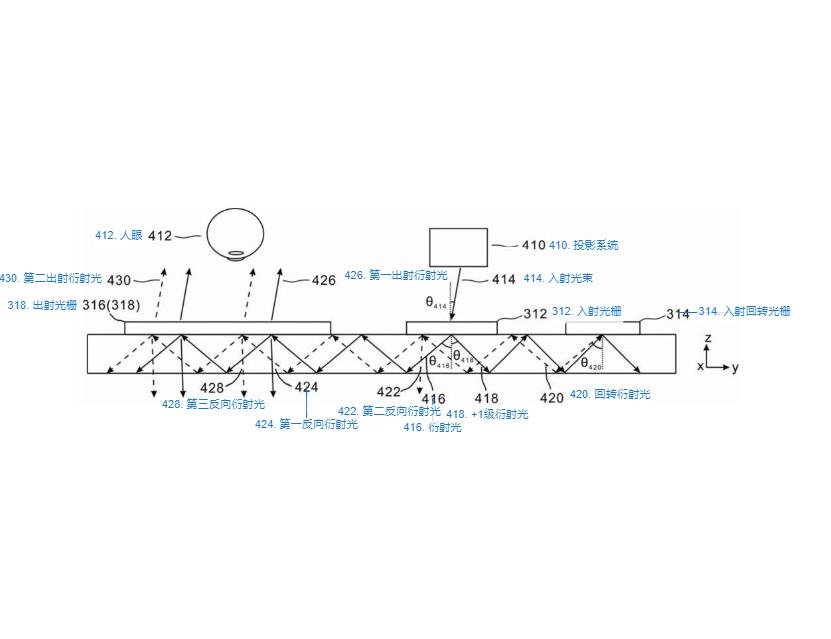 412. 人眼 412
410 410. 投影系统
430. 第二出射衍射光 430
426
426. 第一出射衍射光
414 414. 入射光束
θ414
318. 出射光栅 316(318)
312 312. 入射光栅
314 314. 入射回转光栅
z
x y
θ416 θ418
θ420
428 424
422 416 418 420
420. 回转衍射光
428. 第三反向衍射光
422. 第二反向衍射光 418. +1级衍射光
424. 第一反向衍射光
416. 衍射光